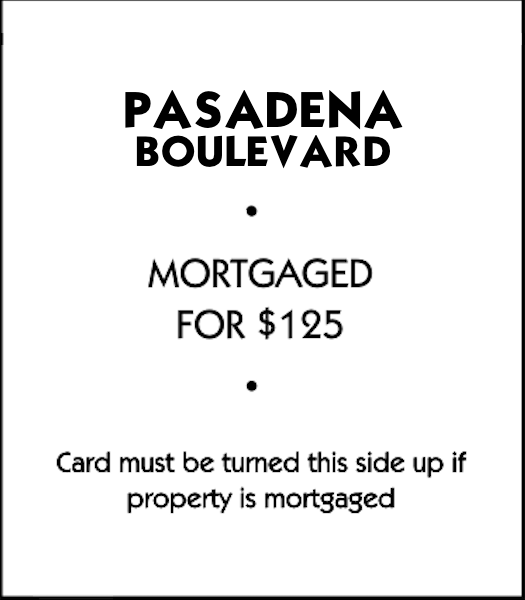 PASADENA
BOULEVARD
•
MORTGAGED
FOR $125
•
Card must be turned this side up if
property is mortgaged